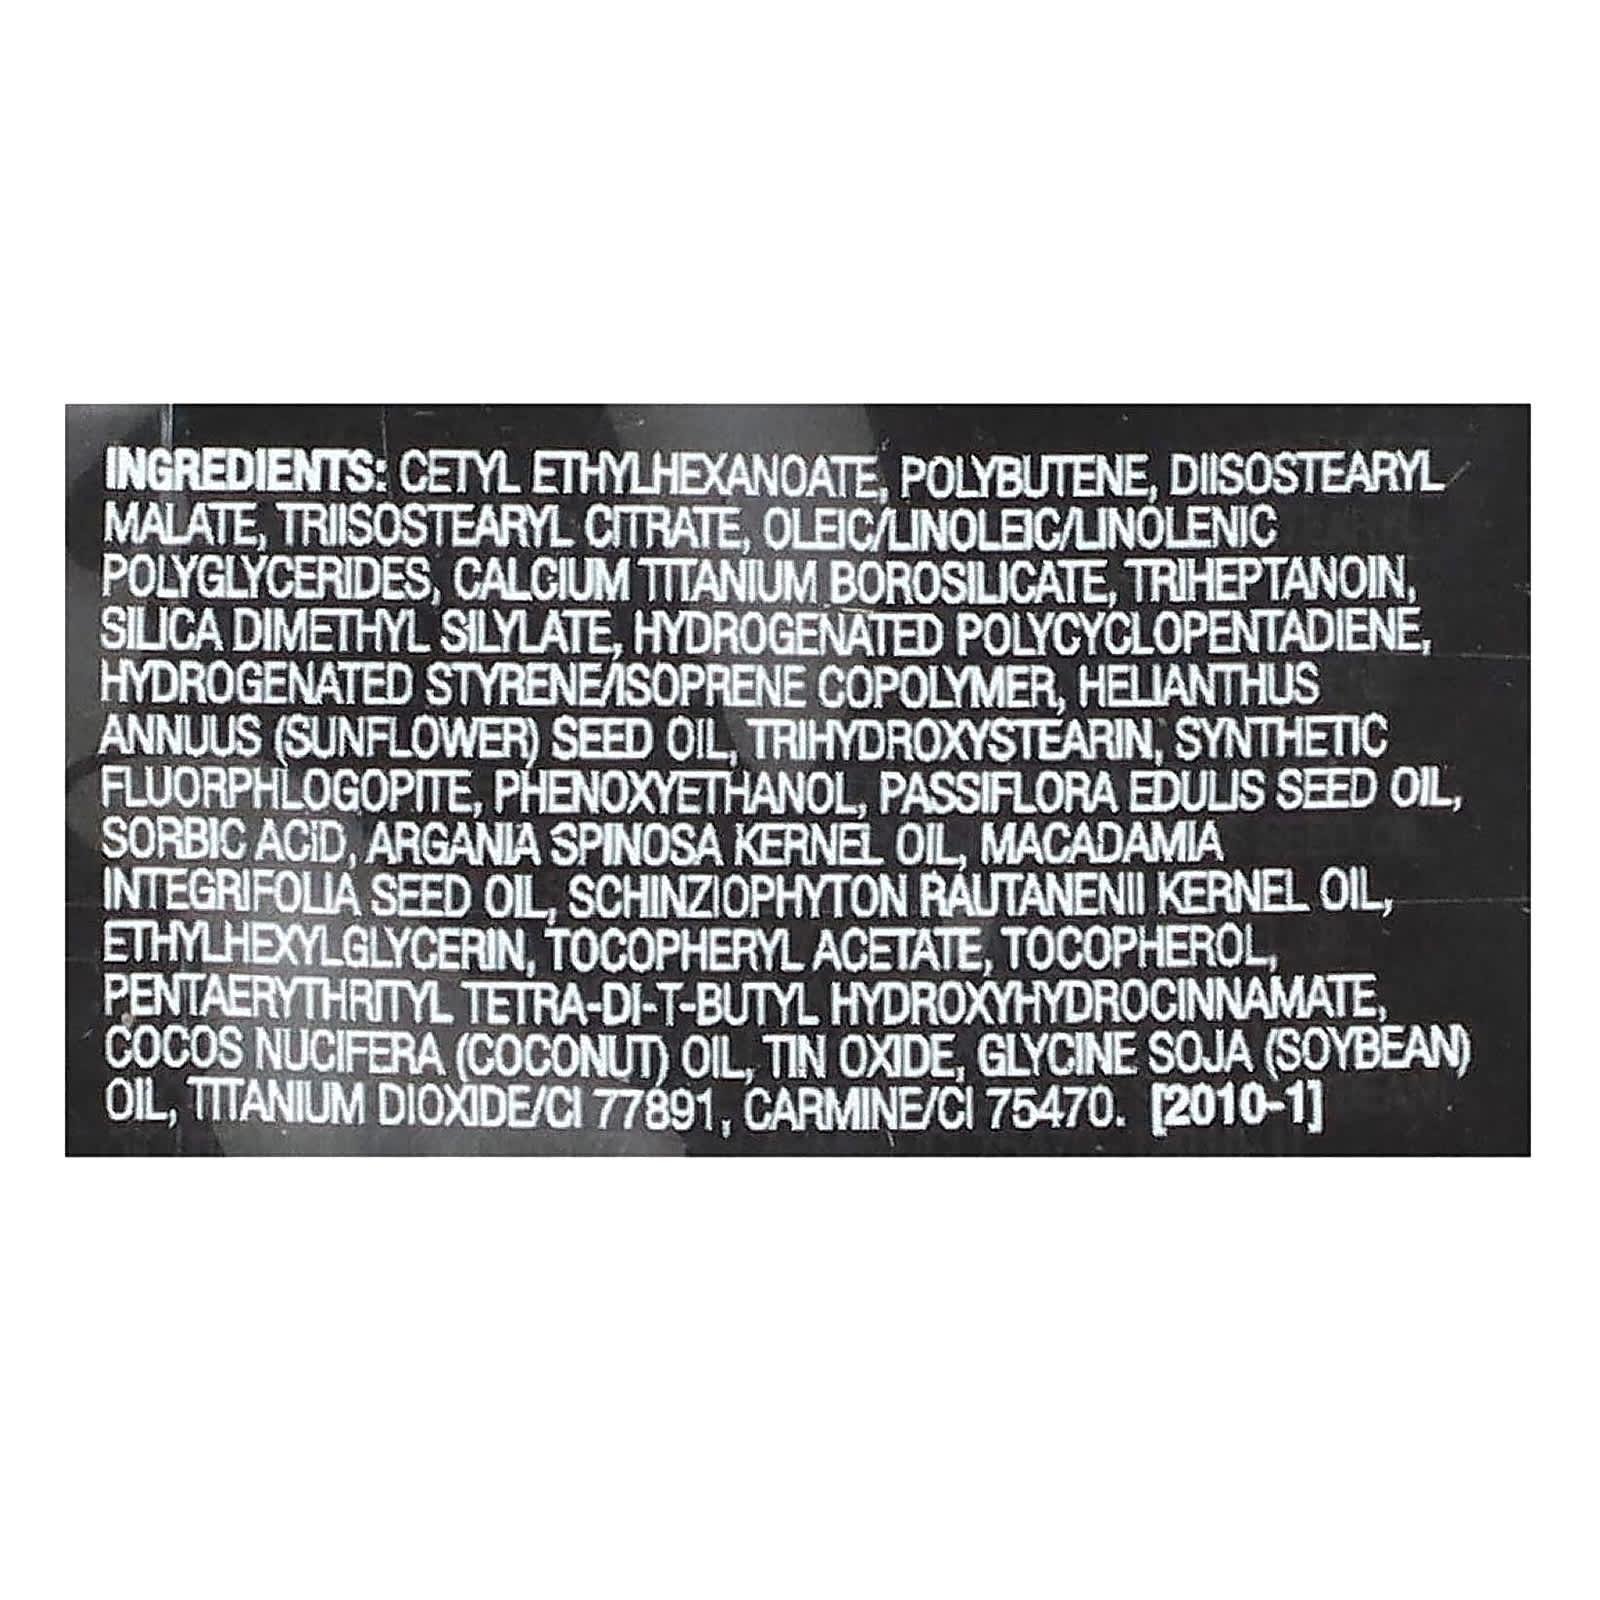 INGREDIENTS: CETYL ETHYLHEXANOATE, POLYBUTENE, DIISOSTEARYL
MALATE, TRIISOSTEARYL CITRATE, OLEIC/LINOLEIC/LINOLENIC
POLYGLYCERIDES, CALCIUM TITANIUM BOROSILICATE, TRIHEPTANOIN,
SILICA DIMETHYL SILYLATE, HYDROGENATED POLYCYCLOPENTADIENE,
HYDROGENATED STYRENE/ISOPRENE COPOLYMER, HELIANTHUS
ANNUUS (SUNFLOWER) SEED OIL, TRIHYDROXYSTEARIN, SYNTHETIC
FLUORPHLOGOPITE, PHENOXYETHANOL, PASSIFLORA EDULIS SEED OIL,
SORBIC ACID, ARGANIA SPINOSA KERNEL OIL, MACADAMIA
INTEGRIFOLIA SEED OIL, SCHINZIOPHYTON RAUTANENII KERNEL OIL,
ETHYLHEXYLGLYCERIN, TOCOPHERYL ACETATE, TOCOPHEROL,
PENTAERYTHRITYL TETRA-DI-T-BUTYL HYDROXYHYDROCINNAMATE,
COCOS NUCIFERA (COCONUT) OIL, TIN OXIDE, GLYCINE SOJA (SOYBEAN)
OIL, TITANIUM DIOXIDE/CI 77891, CARMINE/CI 75470. [2010-1]